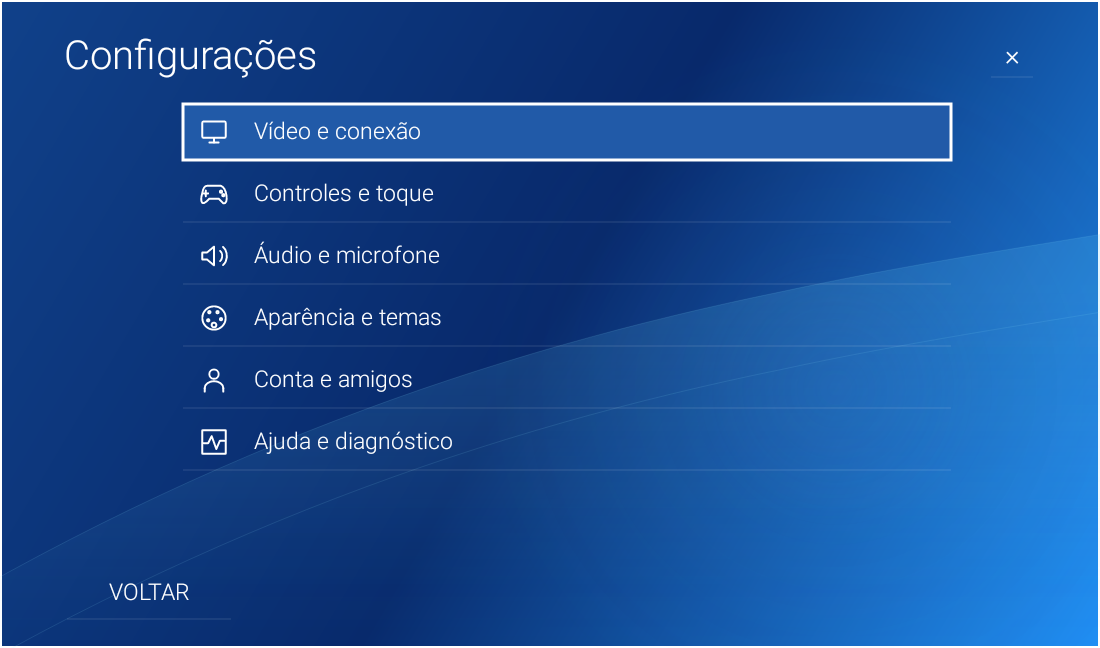 Configurações
×
Vídeo e conexão
Controles e toque
Áudio e microfone
Aparência e temas
Conta e amigos
Ajuda e diagnóstico
VOLTAR